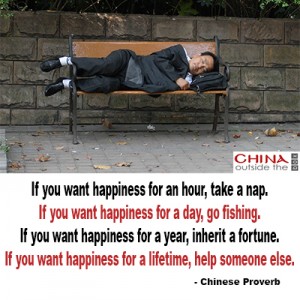 CHINA
outside the BOX
If you want happiness for an hour, take a nap.
If you want happiness for a day, go fishing.
If you want happiness for a year, inherit a fortune.
If you want happiness for a lifetime, help someone else.
- Chinese Proverb